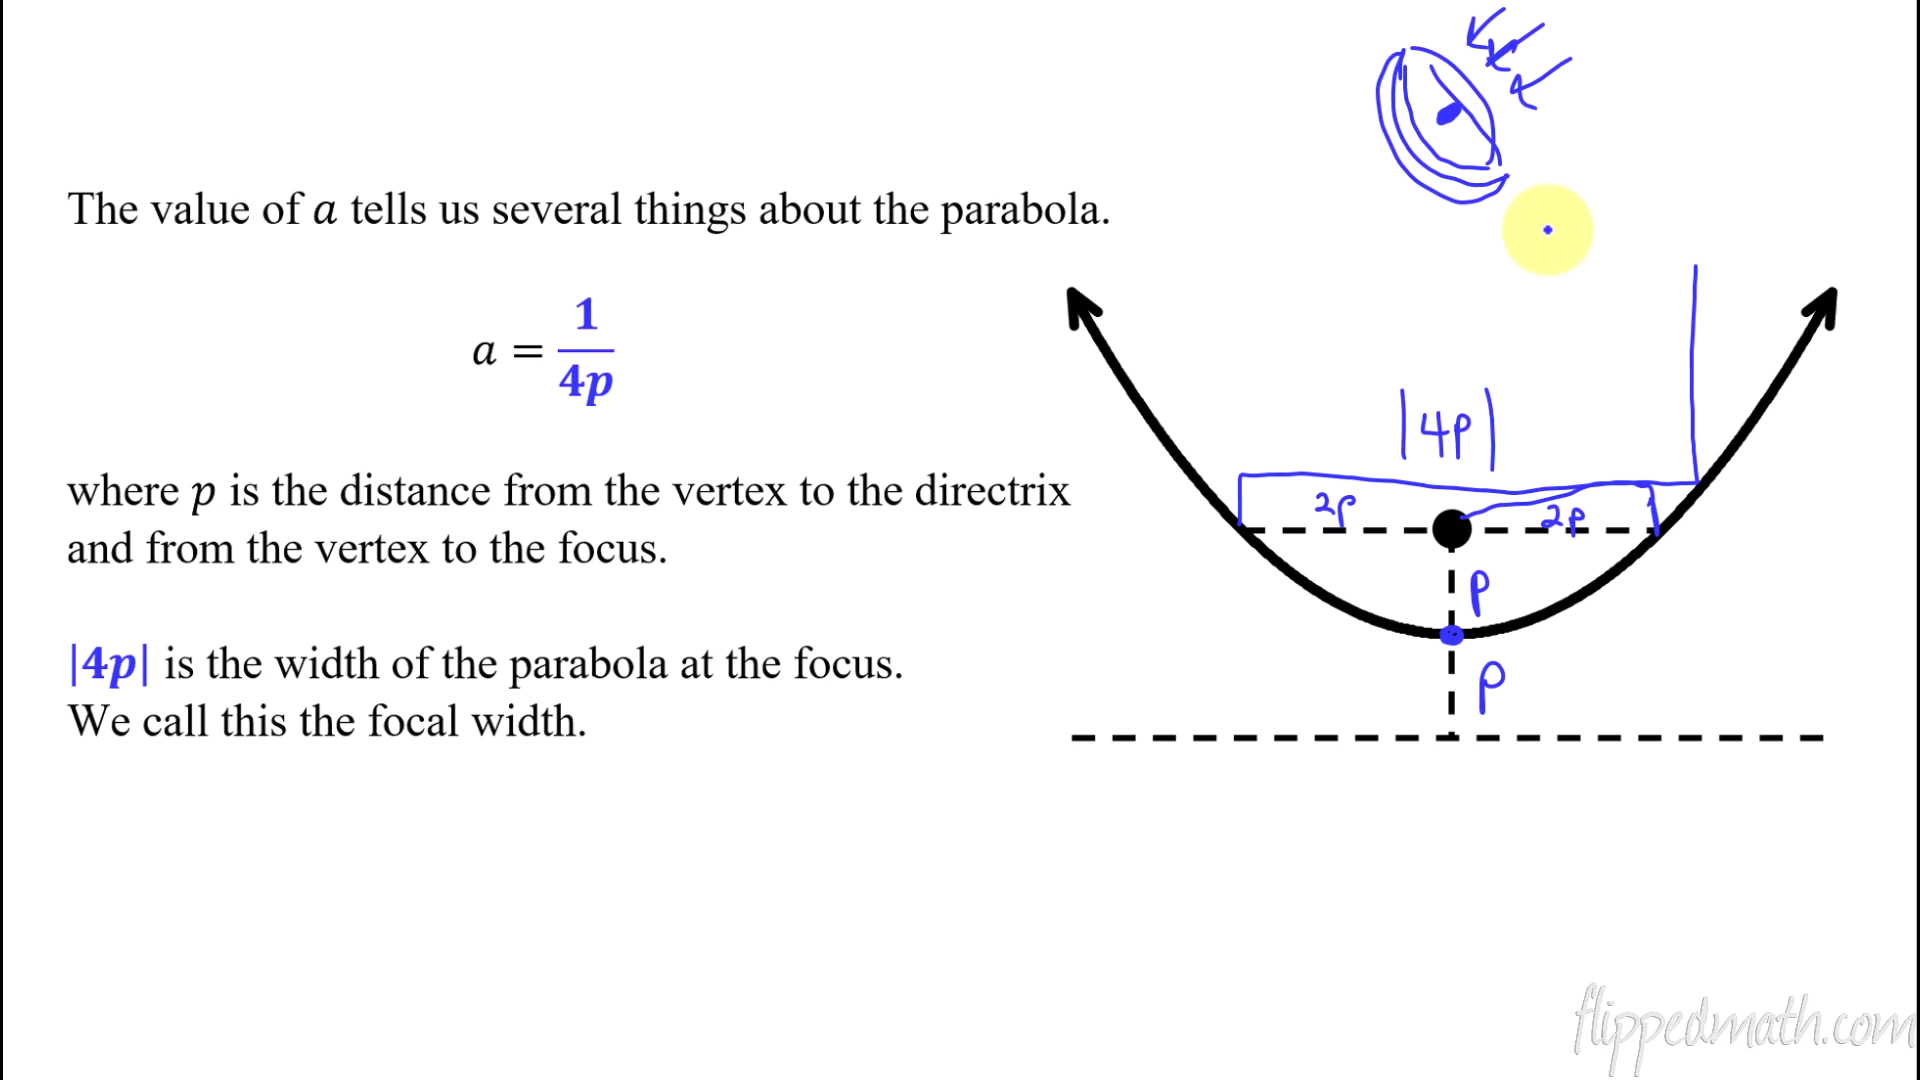 The value of a tells us several things about the parabola.
a = 1/4p
where p is the distance from the vertex to the directrix
and from the vertex to the focus.
|4p| is the width of the parabola at the focus.
We call this the focal width.
|4p|
2p
2p
p
p
flippedmath.com